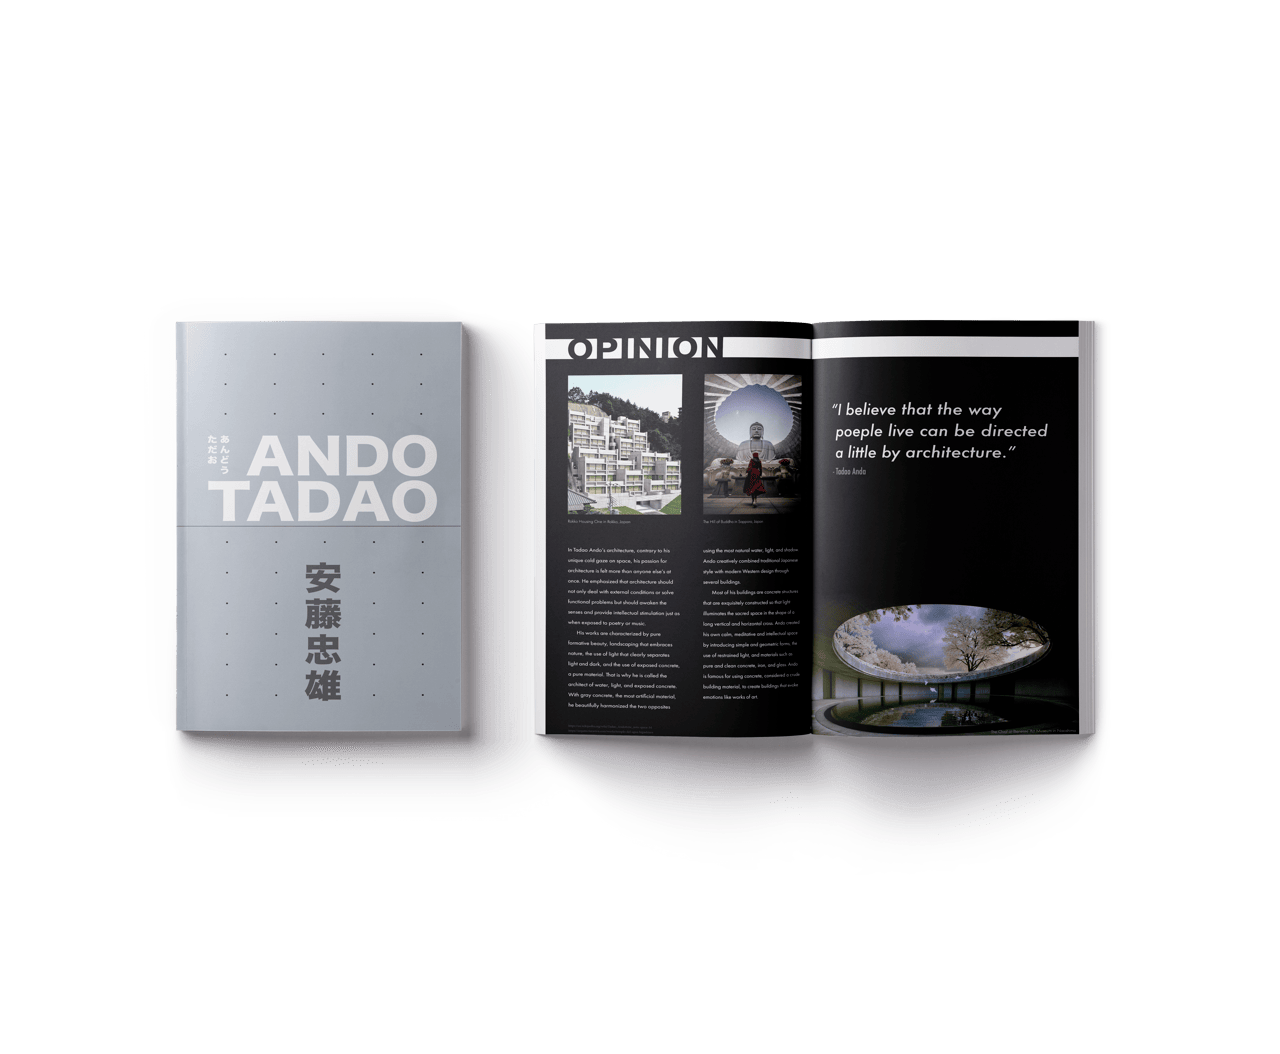 あんどう
ただお
ANDO
TADAO
安藤忠雄
OPINION
Rokko Housing One in Rokko, Japan
In Tadao Ando's architecture, contrary to his
unique cold gaze on space, his passion for
architecture is felt more than anyone else's at
once. He emphasized that architecture should
not only deal with external conditions or solve
functional problems but should awaken the
senses and provide intellectual stimulation just as
when exposed to poetry or music.
His works are characterized by pure
formative beauty, landscaping that embraces
nature, the use of light that clearly separates
light and dark, and the use of exposed concrete,
a pure material. That is why he is called the
architect of water, light, and exposed concrete.
With gray concrete, the most artificial material,
he beautifully harmonized the two opposites
The Hill of Buddha in Sapporo, Japan
using the most natural water, light, and shadow.
Ando creatively combined traditional Japanese
style with modern Western design through
several buildings.
Most of his buildings are concrete structures
that are exquisitely constructed so that light
illuminates the sacred space in the shape of a
long vertical and horizontal cross. Ando created
his own calm, meditative and intellectual space
by introducing simple and geometric forms, the
use of restrained light, and materials such as
pure and clean concrete, iron, and glass. Ando
is famous for using concrete, considered a crude
building material, to create buildings that evoke
emotions like works of art.
“I believe that the way
poeple live can be directed
a little by architecture.”
- Tadao Ando